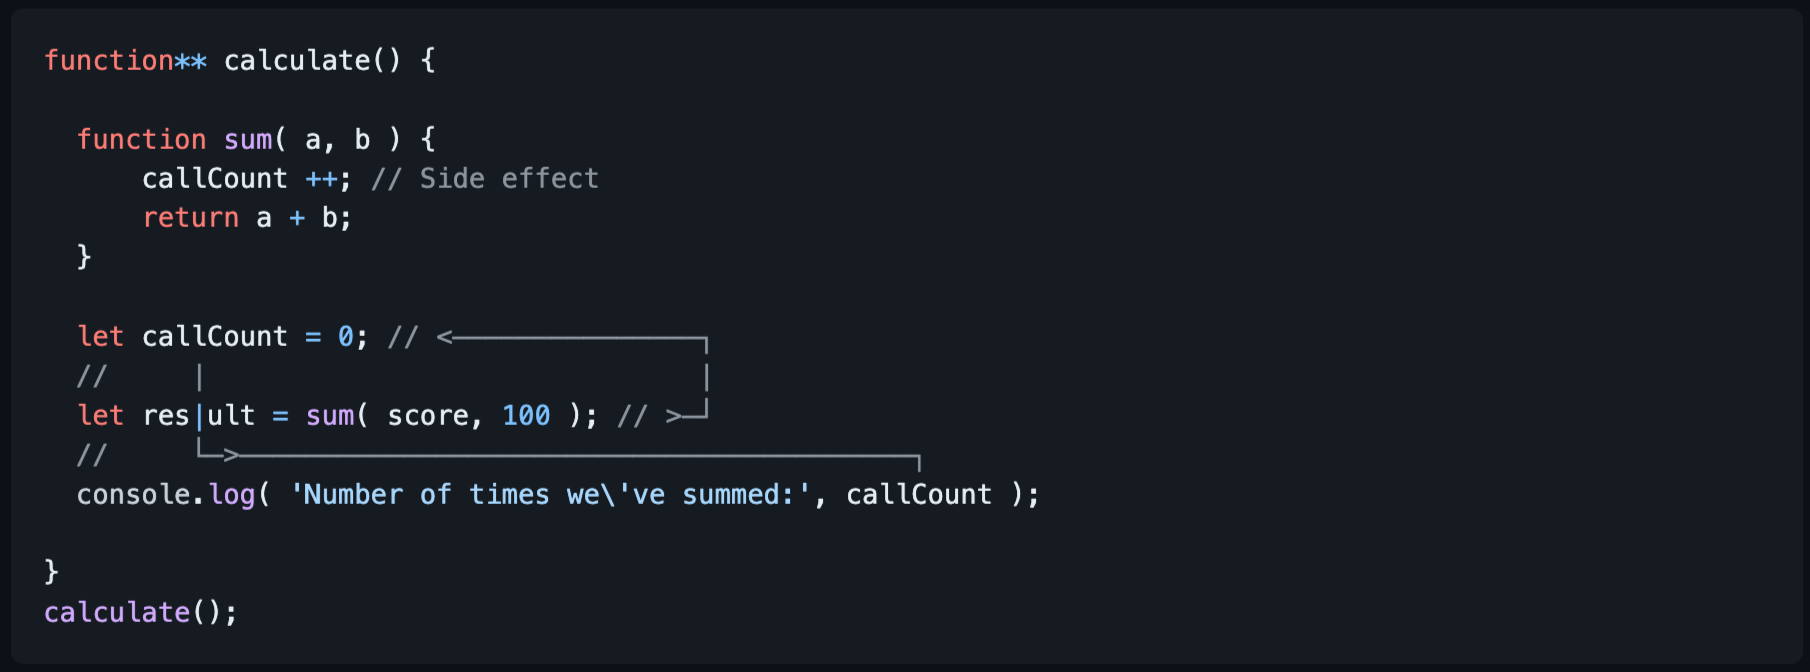 function** calculate() {

  function sum( a, b ) {
      callCount ++; // Side effect
      return a + b;
  }

  let callCount = 0; // <───────────────┐
  //     |                              |
  let res|ult = sum( score, 100 ); // >─┘
  //     └─>─────────────────────────────────────────┐
  console.log( 'Number of times we\'ve summed:', callCount );

}
calculate();